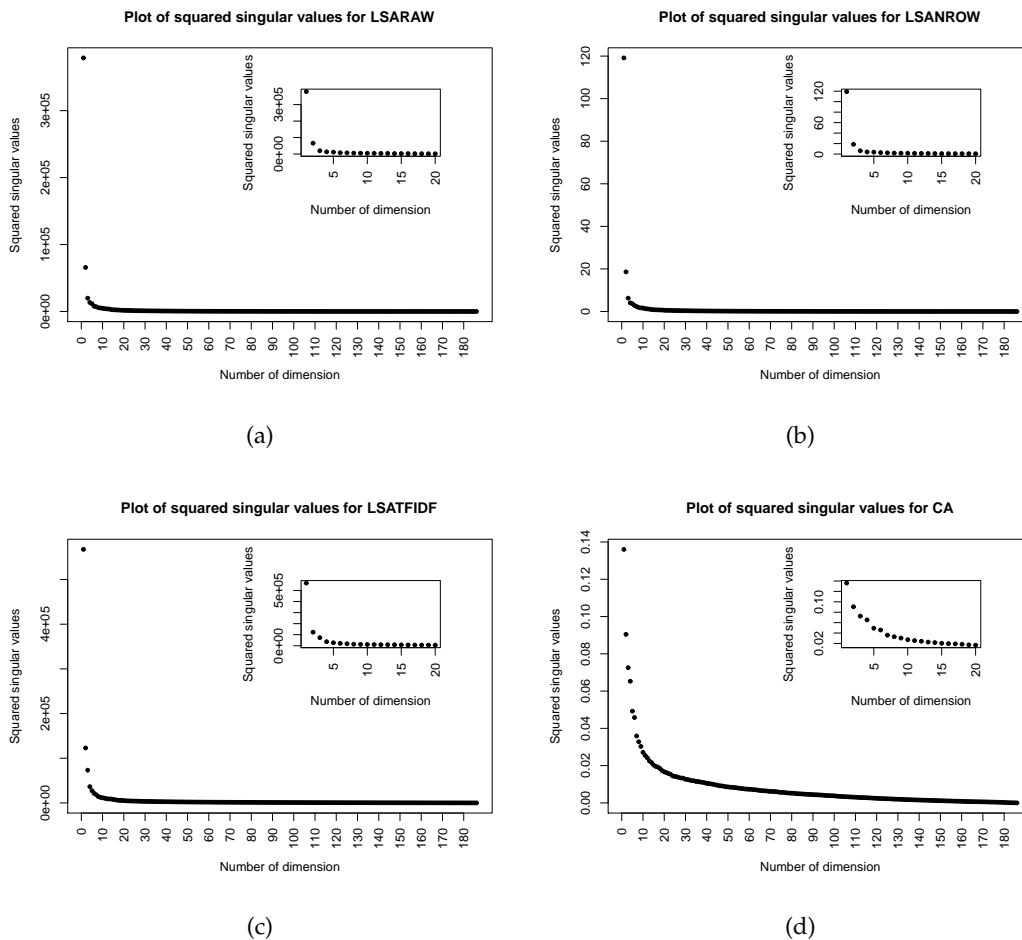 Plot of squared singular values for LSARAW
Squared singular values
0e+00 1e+05 2e+05 3e+05
0 10 20 30 40 50 60 70 80 90 100 110 120 130 140 150 160 170 180
Number of dimension
Squared singular values
0e+00 3e+05
5 10 15 20
Number of dimension
(a)
Plot of squared singular values for LSANROW
Squared singular values
0 20 40 60 80 100 120
0 10 20 30 40 50 60 70 80 90 100 110 120 130 140 150 160 170 180
Number of dimension
Squared singular values
0 60 120
5 10 15 20
Number of dimension
(b)
Plot of squared singular values for LSATFIDF
Squared singular values
0e+00 2e+05 4e+05
0 10 20 30 40 50 60 70 80 90 100 110 120 130 140 150 160 170 180
Number of dimension
Squared singular values
0e+00 5e+05
5 10 15 20
Number of dimension
(c)
Plot of squared singular values for CA
Squared singular values
0.00 0.02 0.04 0.06 0.08 0.10 0.12 0.14
0 10 20 30 40 50 60 70 80 90 100 110 120 130 140 150 160 170 180
Number of dimension
Squared singular values
0.02 0.10
5 10 15 20
Number of dimension
(d)